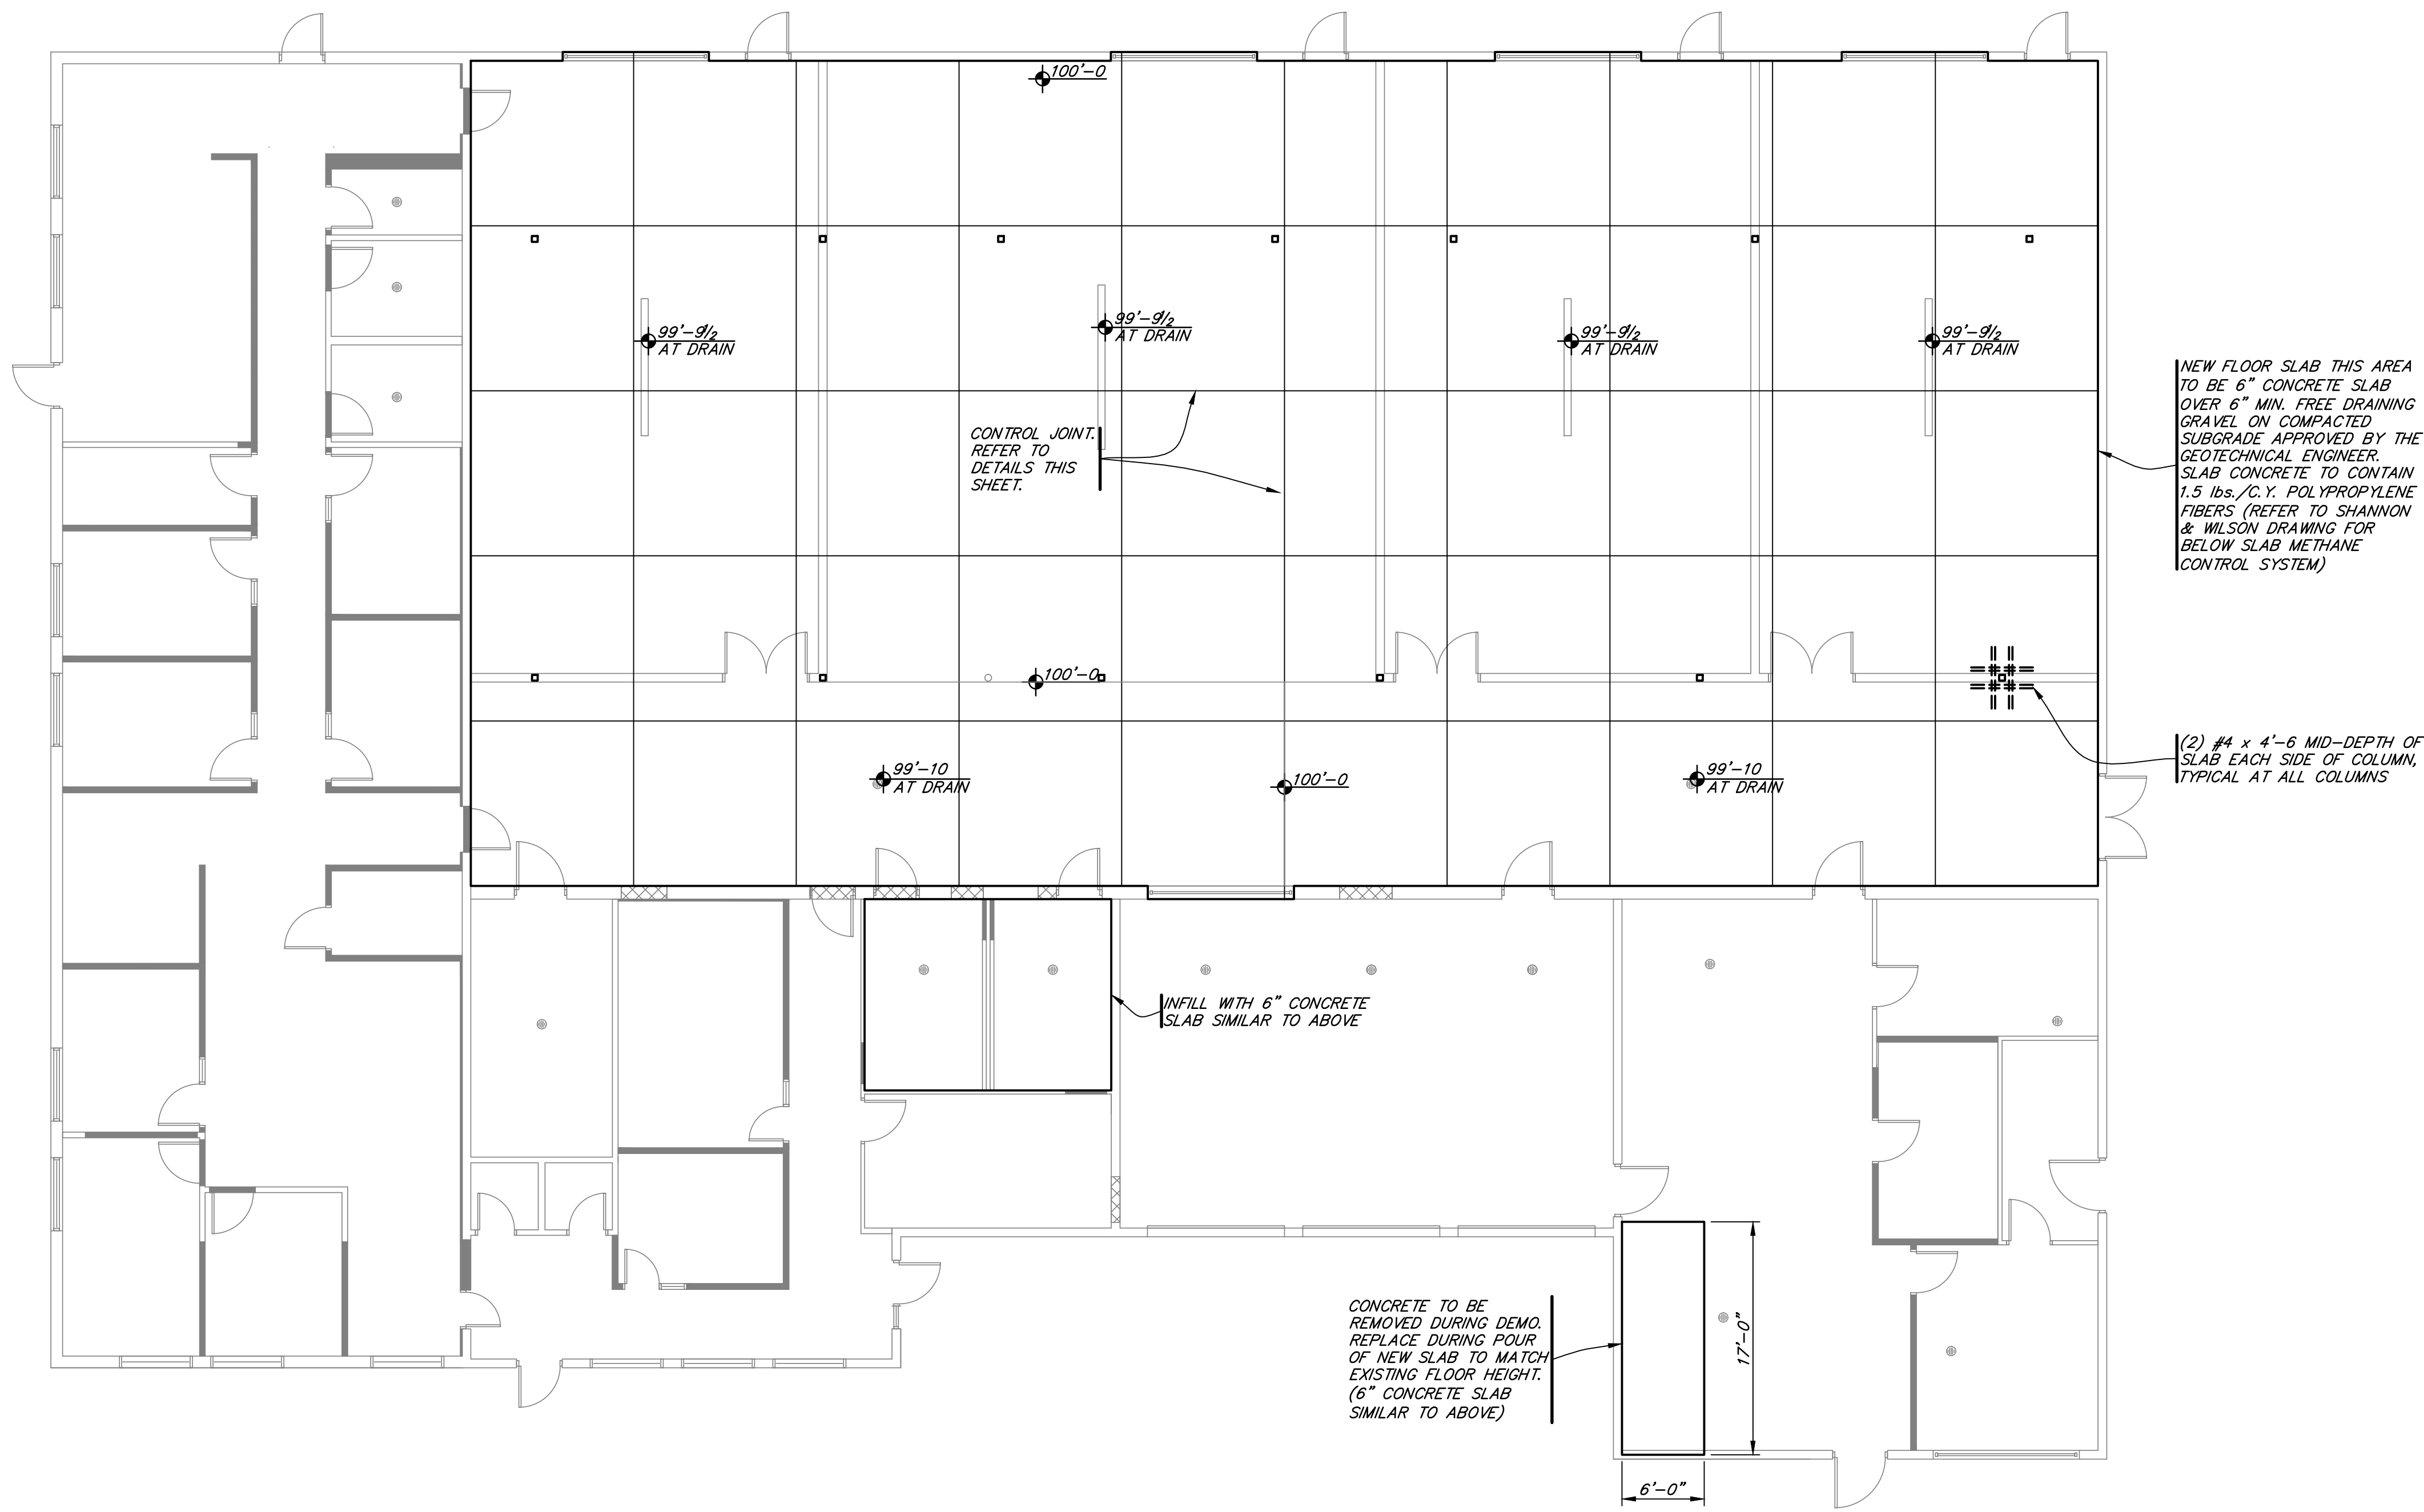 100'-0
99'-9 1/2
AT DRAIN
99'-9 1/2
AT DRAIN
99'-9 1/2
AT DRAIN
99'-9 1/2
AT DRAIN
NEW FLOOR SLAB THIS AREA
TO BE 6" CONCRETE SLAB
OVER 6" MIN. FREE DRAINING
GRAVEL ON COMPACTED
SUBGRADE APPROVED BY THE
GEOTECHNICAL ENGINEER.
SLAB CONCRETE TO CONTAIN
1.5 lbs./C.Y. POLYPROPYLENE
FIBERS (REFER TO SHANNON
& WILSON DRAWING FOR
BELOW SLAB METHANE
CONTROL SYSTEM)
CONTROL JOINT.
REFER TO
DETAILS THIS
SHEET.
100'-0
(2) #4 x 4'-6 MID-DEPTH OF
SLAB EACH SIDE OF COLUMN,
TYPICAL AT ALL COLUMNS
99'-10
AT DRAIN
100'-0
99'-10
AT DRAIN
INFILL WITH 6" CONCRETE
SLAB SIMILAR TO ABOVE
CONCRETE TO BE
REMOVED DURING DEMO.
REPLACE DURING POUR
OF NEW SLAB TO MATCH
EXISTING FLOOR HEIGHT.
(6" CONCRETE SLAB
SIMILAR TO ABOVE)
17'-0"
6'-0"